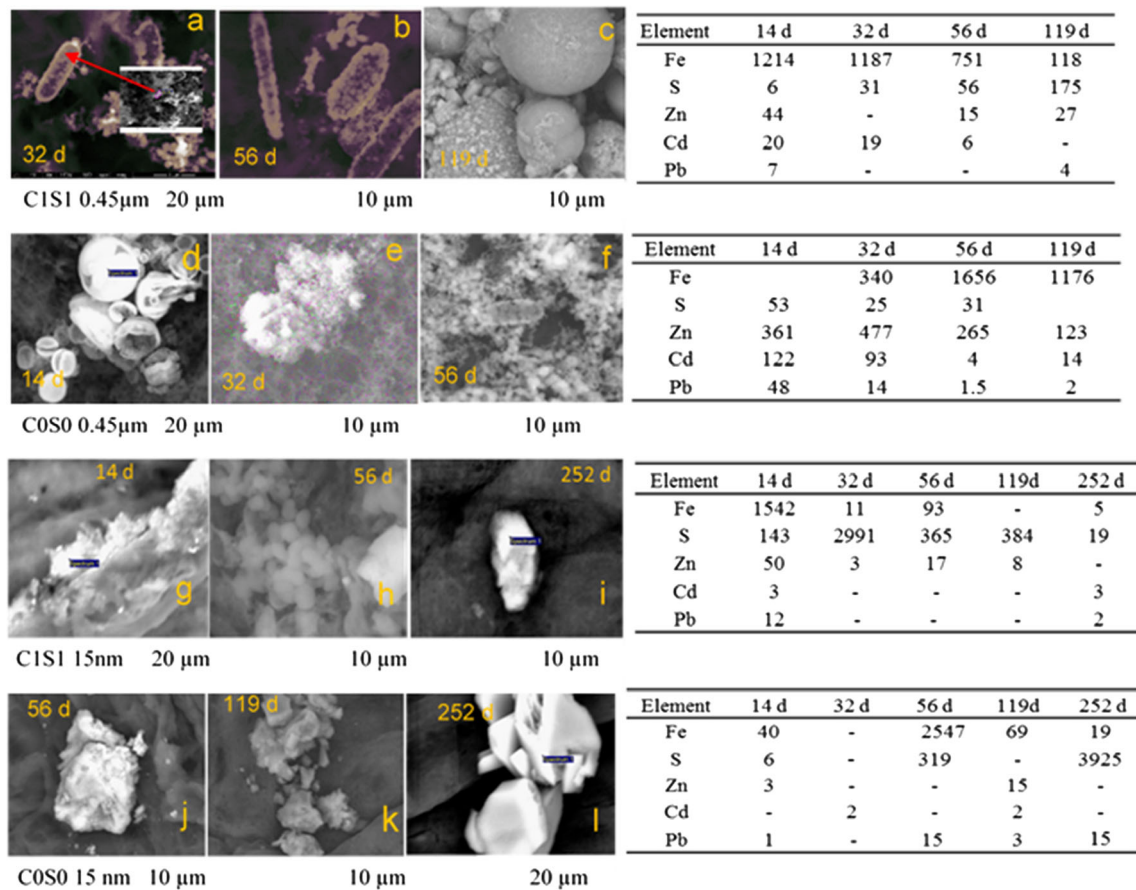 a b c
32 d 56 d 119 d
C1S1 0.45µm 20 µm 10 µm 10 µm
Element 14 d 32 d 56 d 119 d
Fe 1214 1187 751 118
S 6 31 56 175
Zn 44 - 15 27
Cd 20 19 6 -
Pb 7 - - 4
d e f
Spectrum 1
14 d 32 d 56 d
C0S0 0.45µm 20 µm 10 µm 10 µm
Element 14 d 32 d 56 d 119 d
Fe 340 1656 1176
S 53 25 31
Zn 361 477 265 123
Cd 122 93 4 14
Pb 48 14 1.5 2
14 d 56 d 252 d
Spectrum 1 Spectrum 1
g h i
C1S1 15nm 20 µm 10 µm 10 µm
Element 14 d 32 d 56 d 119d 252 d
Fe 1542 11 93 - 5
S 143 2991 365 384 19
Zn 50 3 17 8 -
Cd 3 - - - 3
Pb 12 - - - 2
56 d 119 d 252 d
Spectrum 1
j k l
C0S0 15 nm 10 µm 10 µm 20 µm
Element 14 d 32 d 56 d 119d 252 d
Fe 40 - 2547 69 19
S 6 - 319 - 3925
Zn 3 - - 15 -
Cd - 2 - 2 -
Pb 1 - 15 3 15